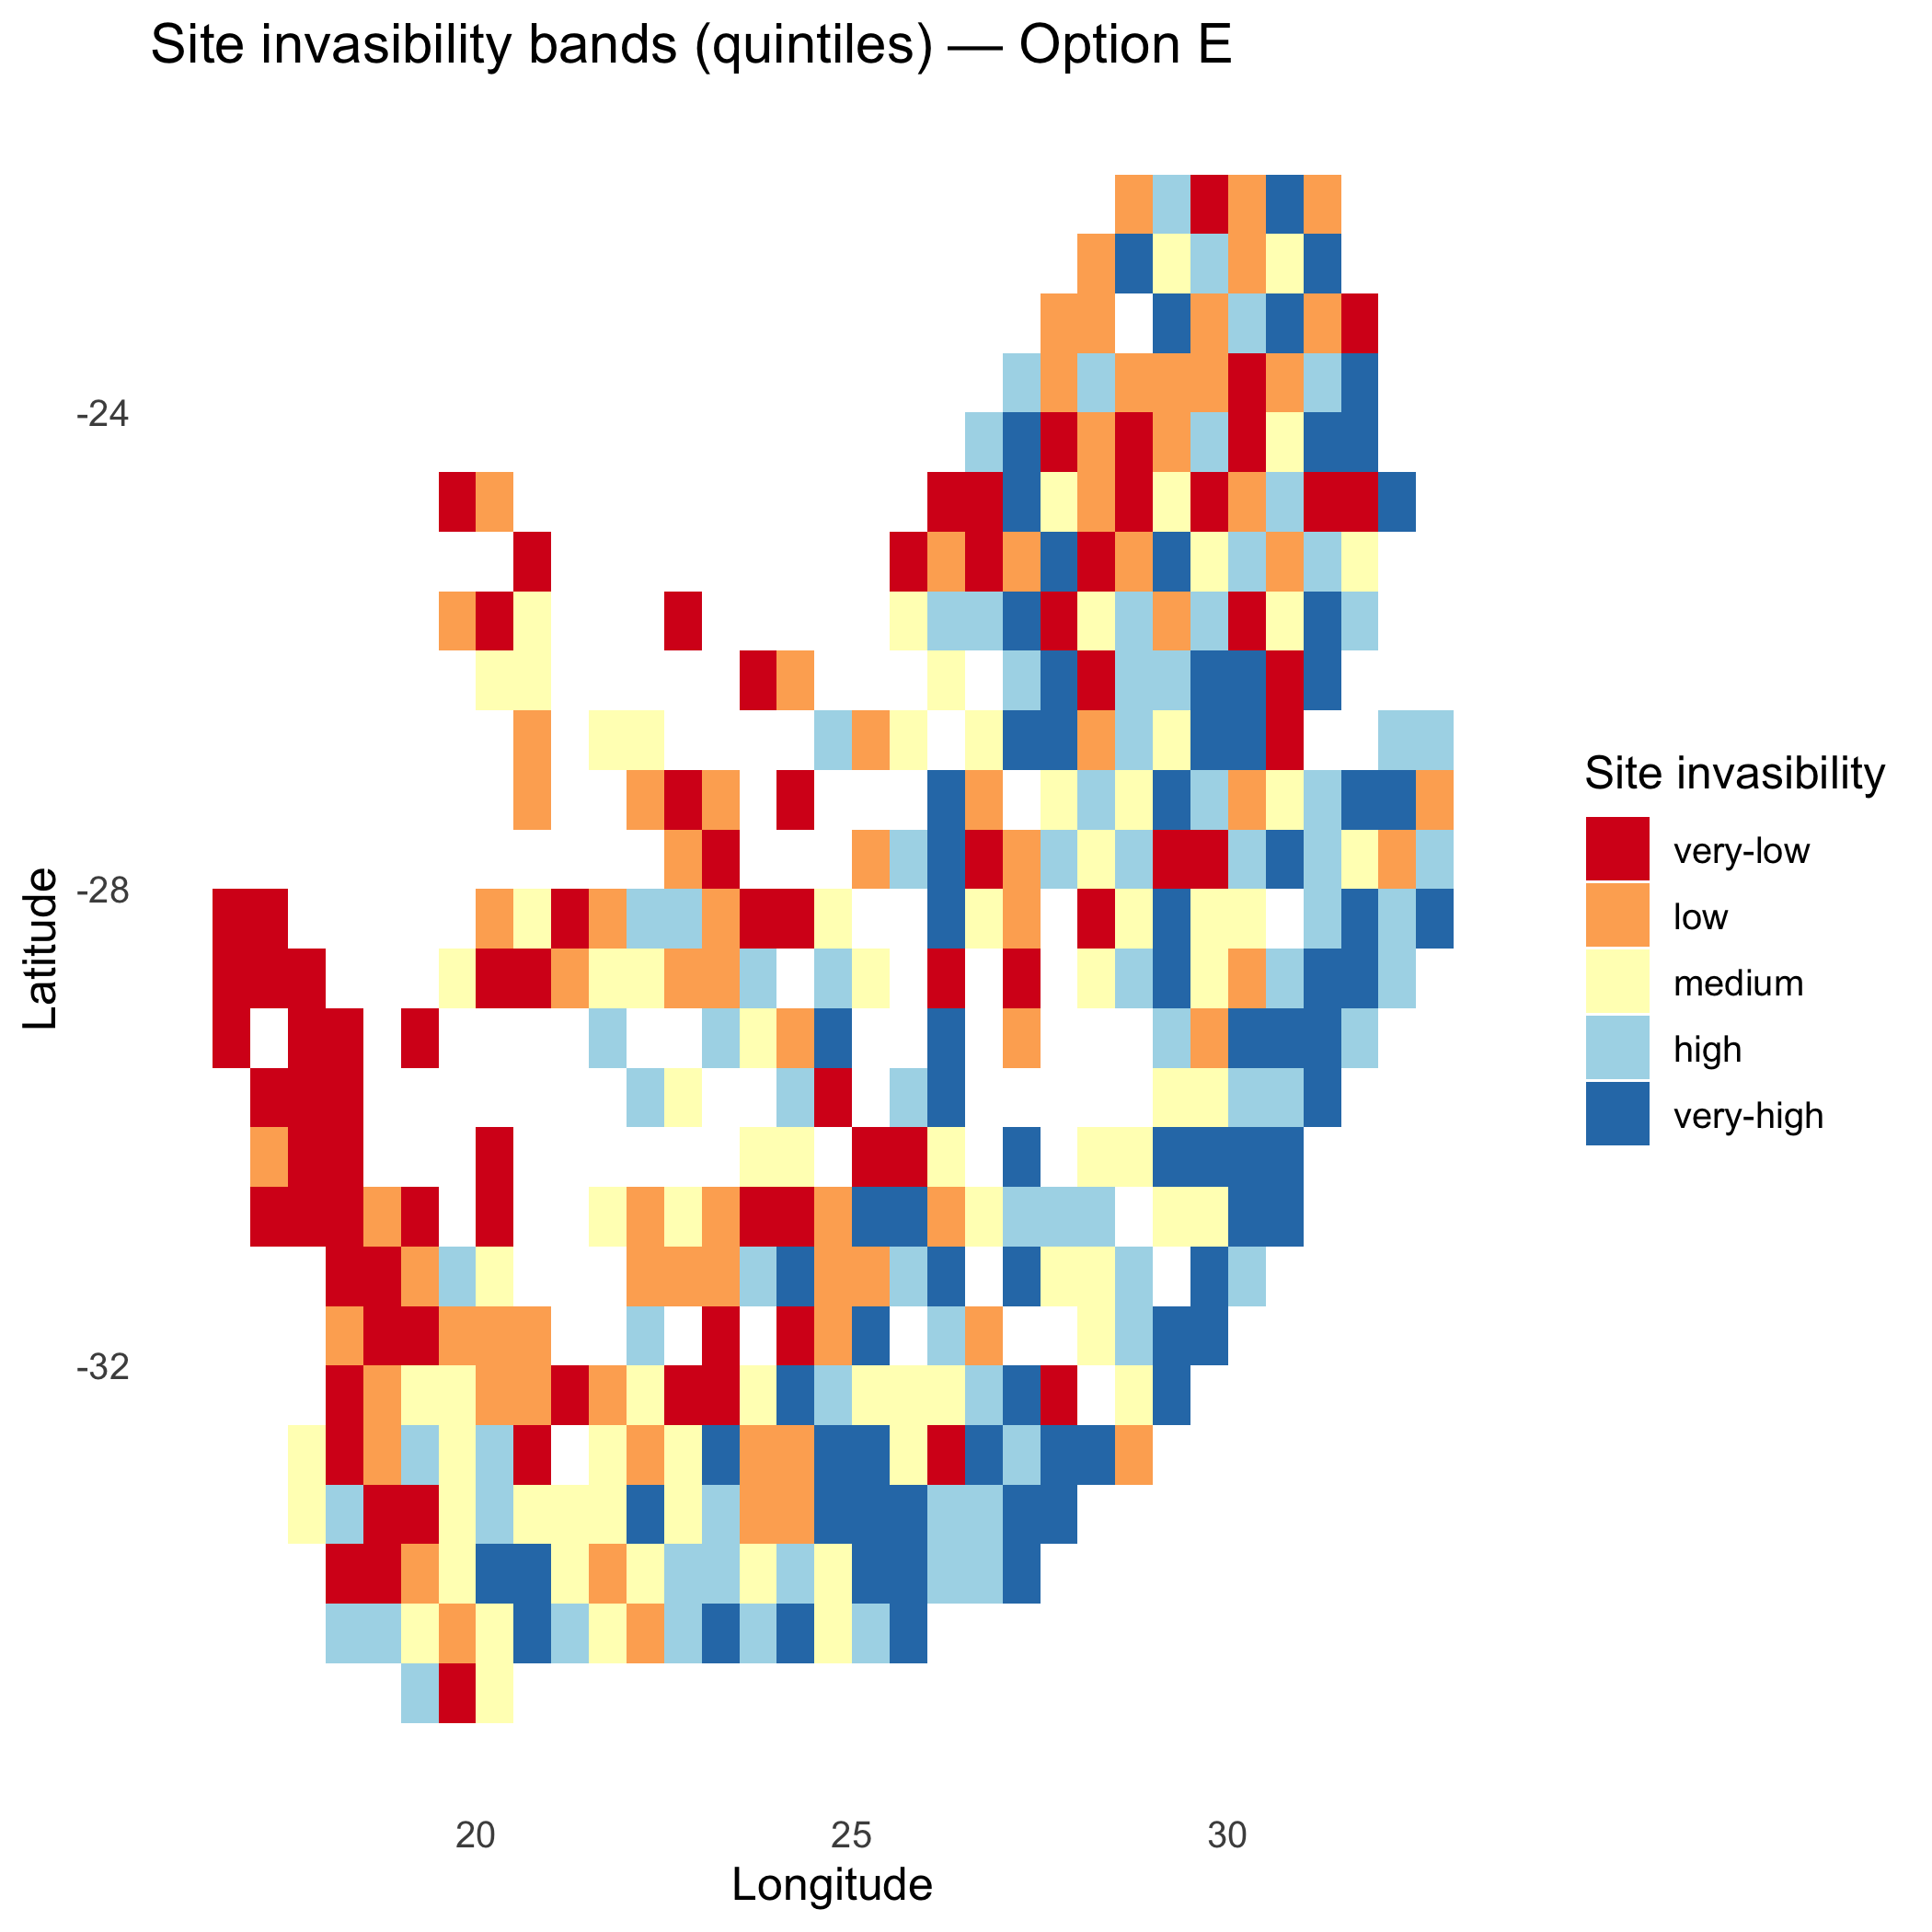 Site invasibility bands (quintiles) — Option E
-24
-28
-32
Latitude
20
25
30
Longitude
Site invasibility
very-low
low
medium
high
very-high